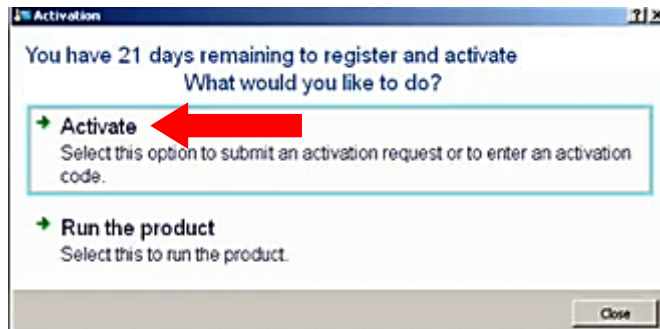 Activation
You have 21 days remaining to register and activate
What would you like to do?
Activate
Select this option to submit an activation request or to enter an activation
code.
Run the product
Select this to run the product.
Close